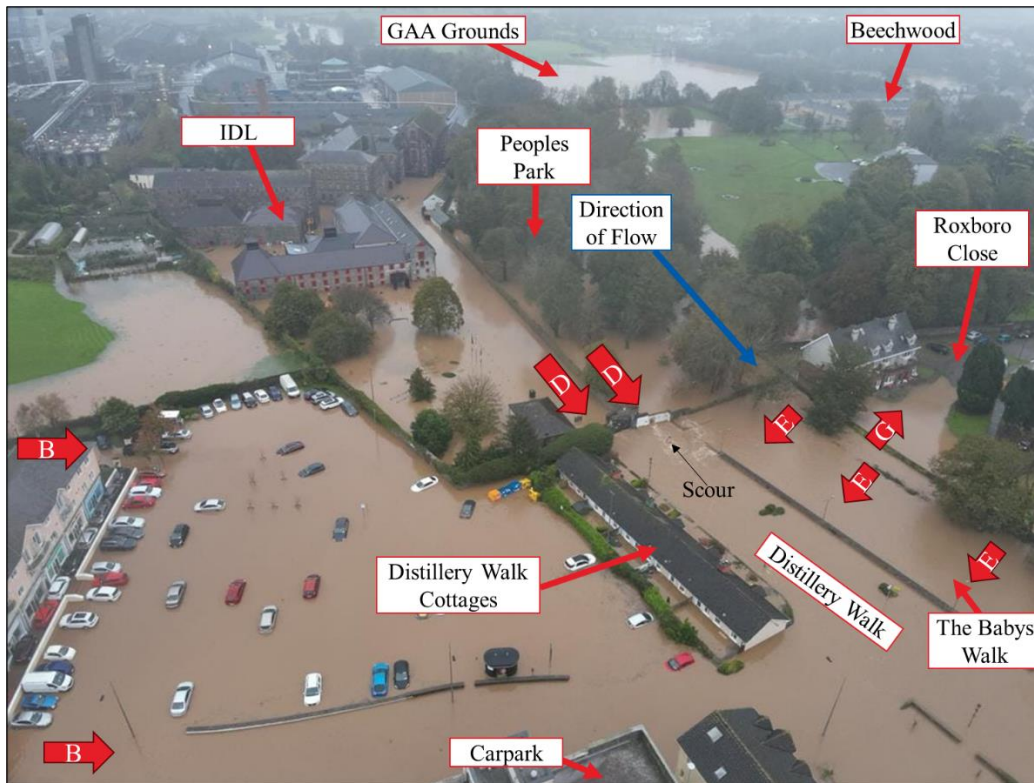 GAA Grounds
Beechwood
IDL
Peoples
Park
Direction
of Flow
Roxboro
Close
D
D
E
G
B
E
Scour
E
Distillery Walk
Cottages
Distillery Walk
The Babys
Walk
B
Carpark